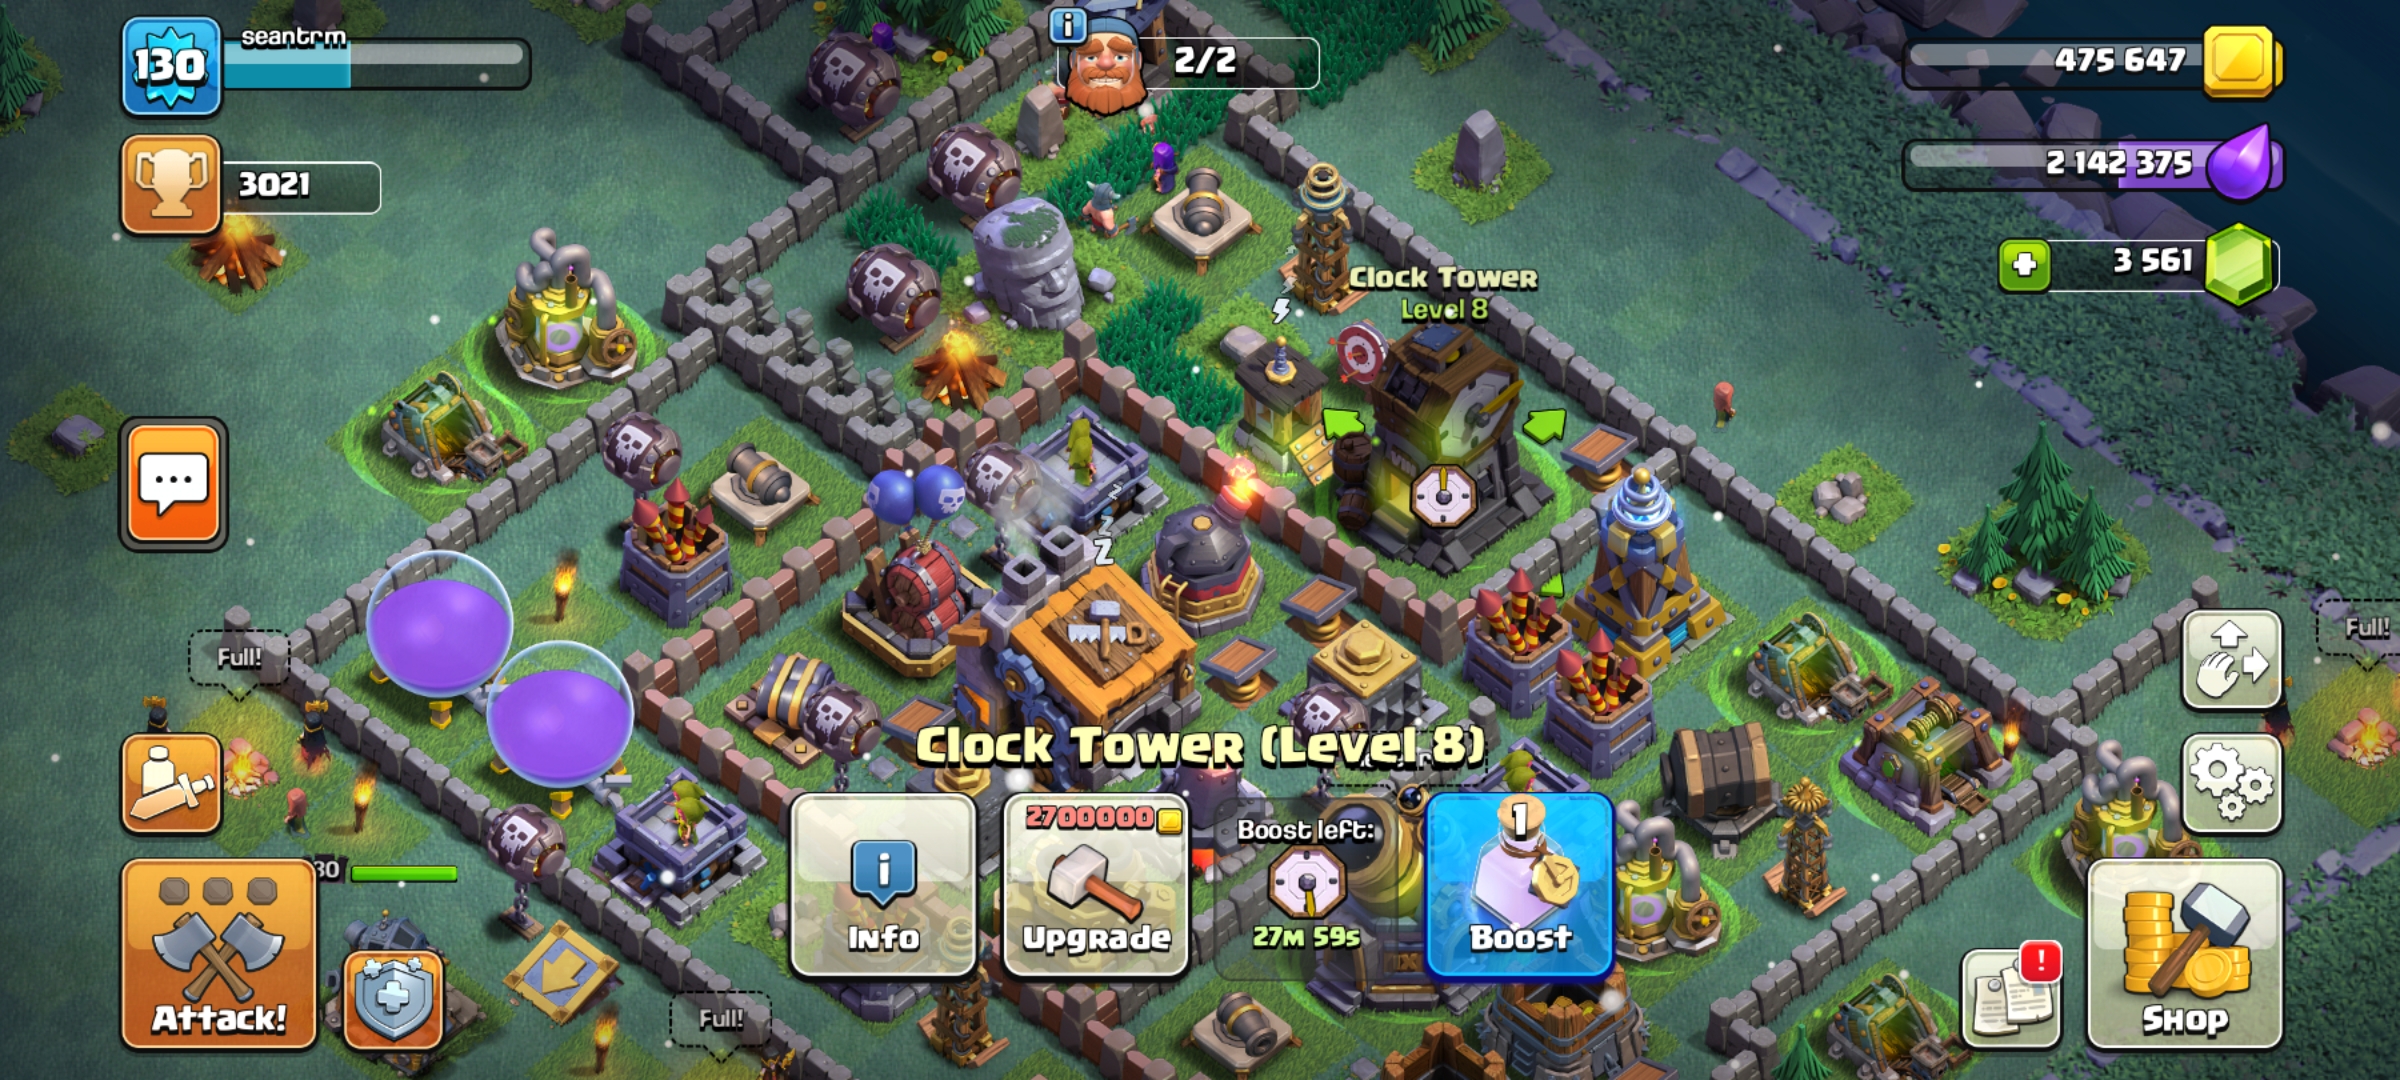 130
seantrm
2/2
475 647
3021
2 142 375
3 561
Clock Tower
Level 8
z
z
z
Full!
Full!
Clock Tower (Level 8)
2700000
Boost left:
1
30
Info
Upgrade
27M 59s
Boost
!
Attack!
Full!
Shop